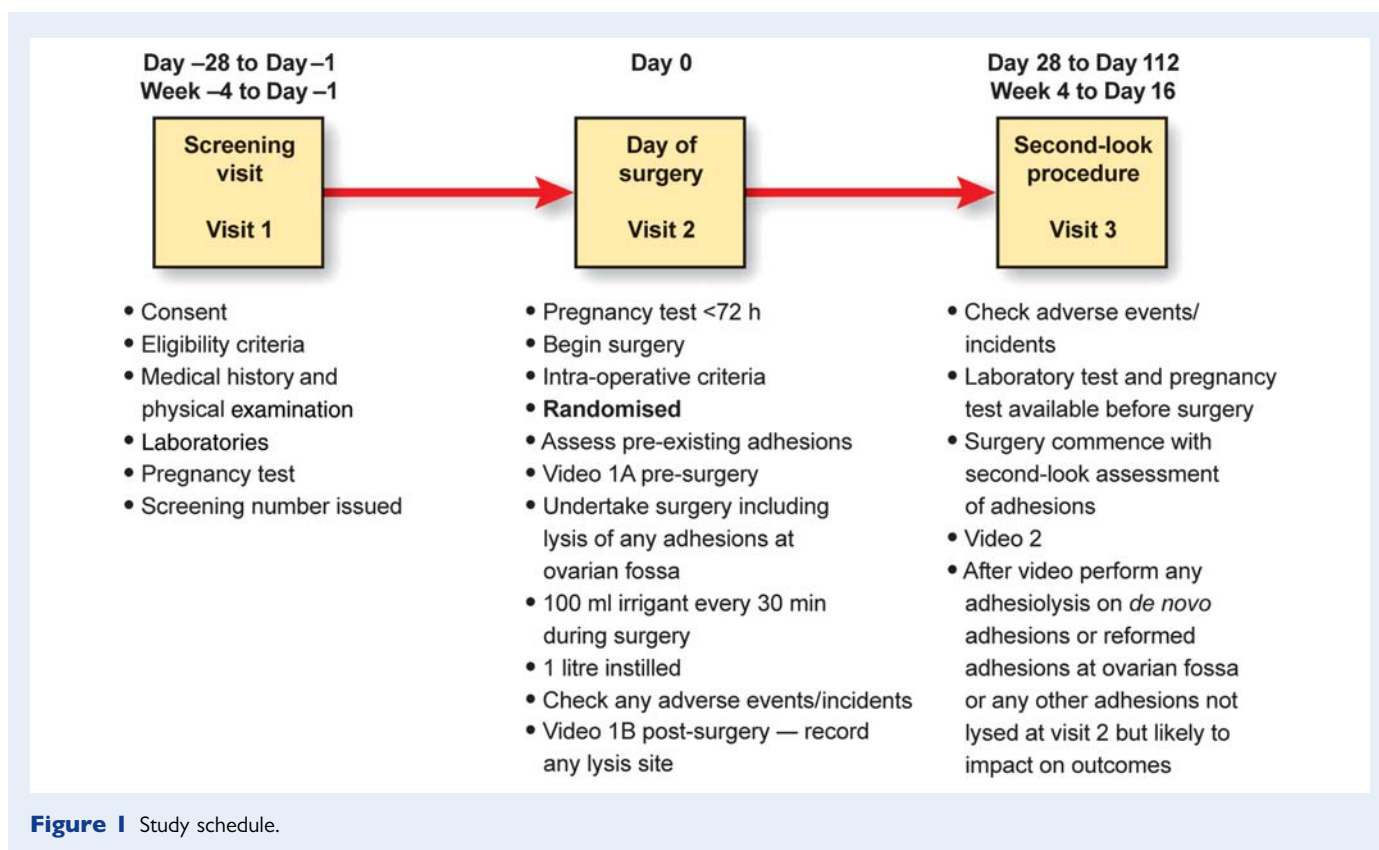 Day –28 to Day–1
Week –4 to Day –1
Screening
visit
Visit 1
• Consent
• Eligibility criteria
• Medical history and
physical examination
• Laboratories
• Pregnancy test
• Screening number issued
Day 0
Day of
surgery
Visit 2
• Pregnancy test <72 h
• Begin surgery
• Intra-operative criteria
• Randomised
• Assess pre-existing adhesions
• Video 1A pre-surgery
• Undertake surgery including
lysis of any adhesions at
ovarian fossa
• 100 ml irrigant every 30 min
during surgery
• 1 litre instilled
• Check any adverse events/incidents
• Video 1B post-surgery — record
any lysis site
Day 28 to Day 112
Week 4 to Day 16
Second-look
procedure
Visit 3
• Check adverse events/
incidents
• Laboratory test and pregnancy
test available before surgery
• Surgery commence with
second-look assessment
of adhesions
• Video 2
• After video perform any
adhesiolysis on de novo
adhesions or reformed
adhesions at ovarian fossa
or any other adhesions not
lysed at visit 2 but likely to
impact on outcomes
Figure 1 Study schedule.